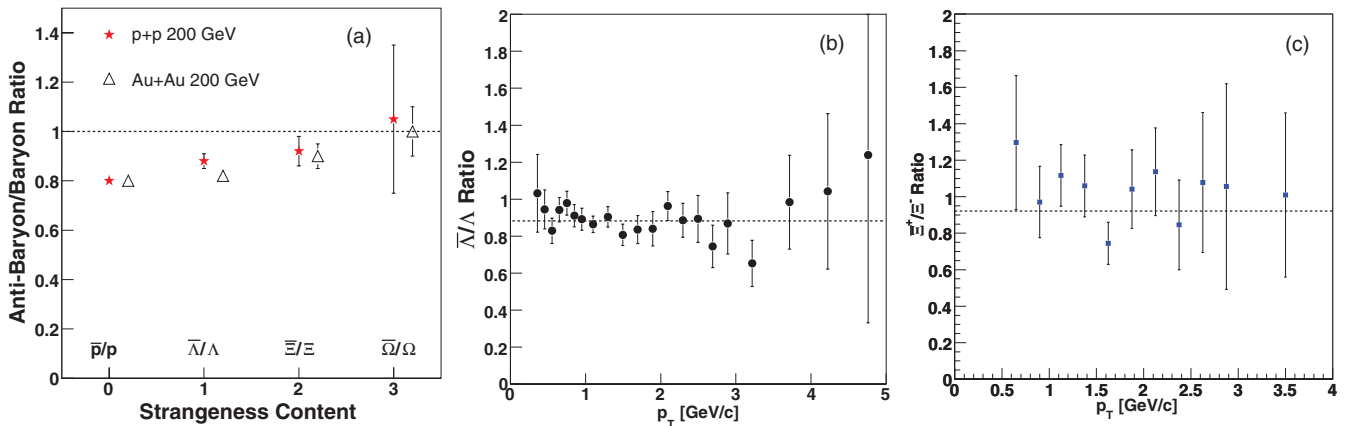 Anti-Baryon/Baryon Ratio
1.4
1.2
1
0.8
0.6
0.4
0.2
0
(a)
p+p 200 GeV
Au+Au 200 GeV
p̅/p Λ̅/Λ Ξ̅/Ξ Ω̅/Ω
0 1 2 3
Strangeness Content
Λ̅/Λ Ratio
2
1.8
1.6
1.4
1.2
1
0.8
0.6
0.4
0.2
0
(b)
0 1 2 3 4 5
p_T [GeV/c]
Ξ̅⁺/Ξ⁻ Ratio
2
1.8
1.6
1.4
1.2
1
0.8
0.6
0.4
0.2
0
(c)
0 0.5 1 1.5 2 2.5 3 3.5 4
p_T [GeV/c]